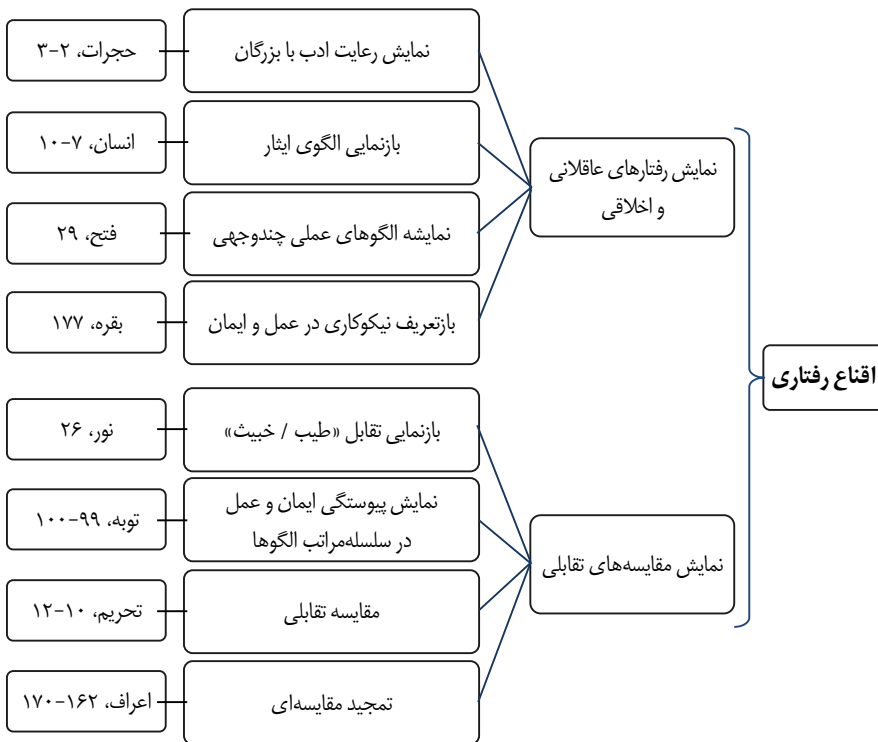 اقناع رفتاری
نمایش رفتارهای عاقلانی
و اخلاقی
نمایش رعایت ادب با بزرگان
حجرات، ۲-۳
بازنمایی الگوی ایثار
انسان، ۷-۱۰
نمایشه الگوهای عملی چندوجهی
فتح، ۲۹
بازتعریف نیکوکاری در عمل و ایمان
بقره، ۱۷۷
نمایش مقایسه‌های تقابلی
بازنمایی تقابل «طیب / خبیث»
نور، ۲۶
نمایش پیوستگی ایمان و عمل
در سلسله‌مراتب الگوها
توبه، ۹۹-۱۰۰
مقایسه تقابلی
تحریم، ۱۰-۱۲
تمجید مقایسه‌ای
اعراف، ۱۶۲-۱۷۰